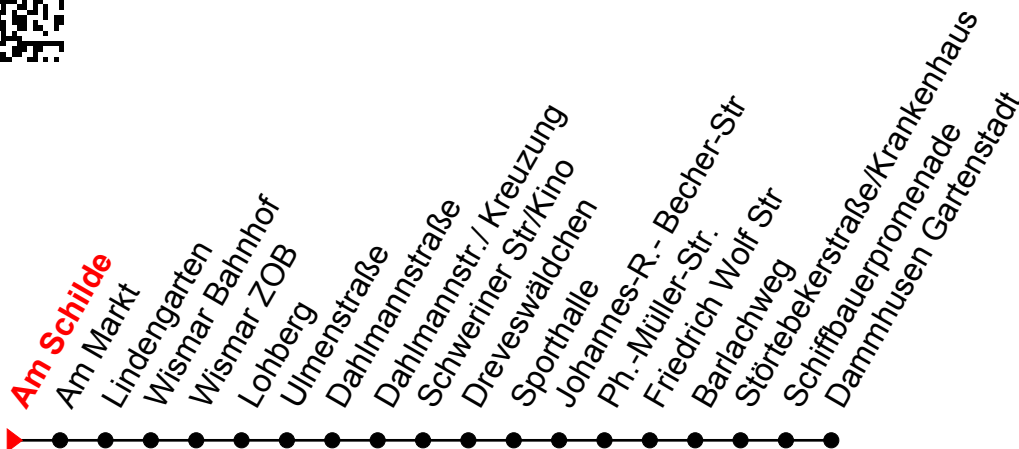 Am Schilde
Am Markt
Lindengarten
Wismar Bahnhof
Wismar ZOB
Lohberg
Ulmenstraße
Dahlmannstraße
Dahlmannstr./ Kreuzung
Schweriner Str/Kino
Dreveswäldchen
Sporthalle
Johannes-R.- Becher-Str
Ph.-Müller-Str.
Friedrich Wolf Str
Barlachweg
Störtebekerstraße/Krankenhaus
Schiffbauerpromenade
Dammhusen Gartenstadt